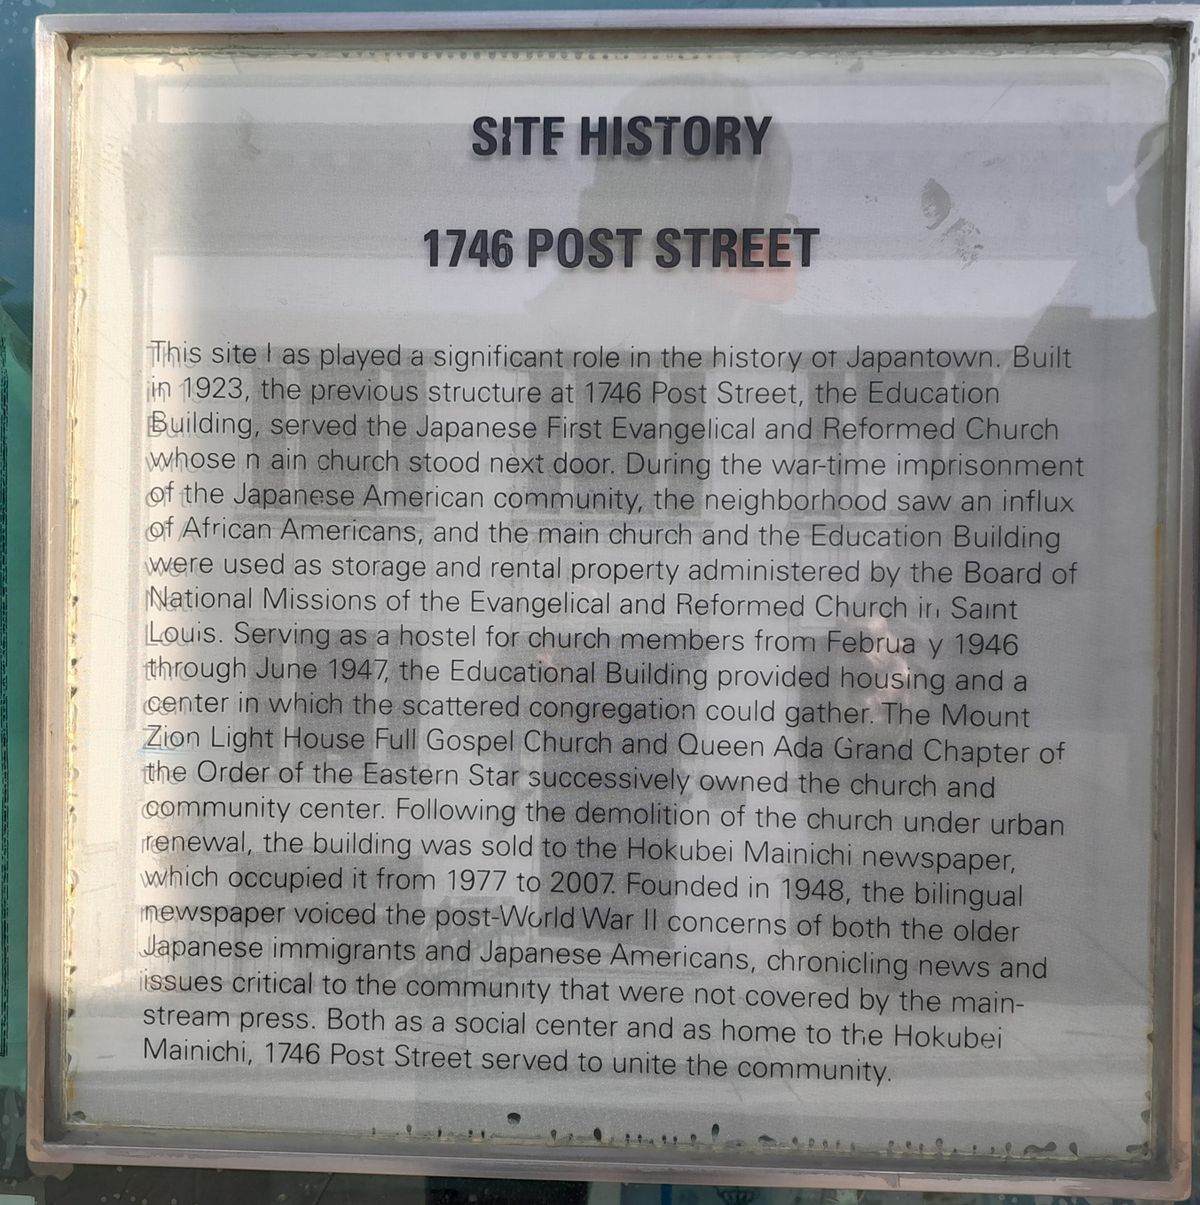 SITE HISTORY
1746 POST STREET
This site has played a significant role in the history of Japantown. Built
in 1923, the previous structure at 1746 Post Street, the Education
Building, served the Japanese First Evangelical and Reformed Church
whose main church stood next door. During the war-time imprisonment
of the Japanese American community, the neighborhood saw an influx
of African Americans, and the main church and the Education Building
were used as storage and rental property administered by the Board of
National Missions of the Evangelical and Reformed Church in Saint
Louis. Serving as a hostel for church members from February 1946
through June 1947, the Educational Building provided housing and a
center in which the scattered congregation could gather. The Mount
Zion Light House Full Gospel Church and Queen Ada Grand Chapter of
the Order of the Eastern Star successively owned the church and
community center. Following the demolition of the church under urban
renewal, the building was sold to the Hokubei Mainichi newspaper,
which occupied it from 1977 to 2007. Founded in 1948, the bilingual
newspaper voiced the post-World War II concerns of both the older
Japanese immigrants and Japanese Americans, chronicling news and
issues critical to the community that were not covered by the main-
stream press. Both as a social center and as home to the Hokubei
Mainichi, 1746 Post Street served to unite the community.